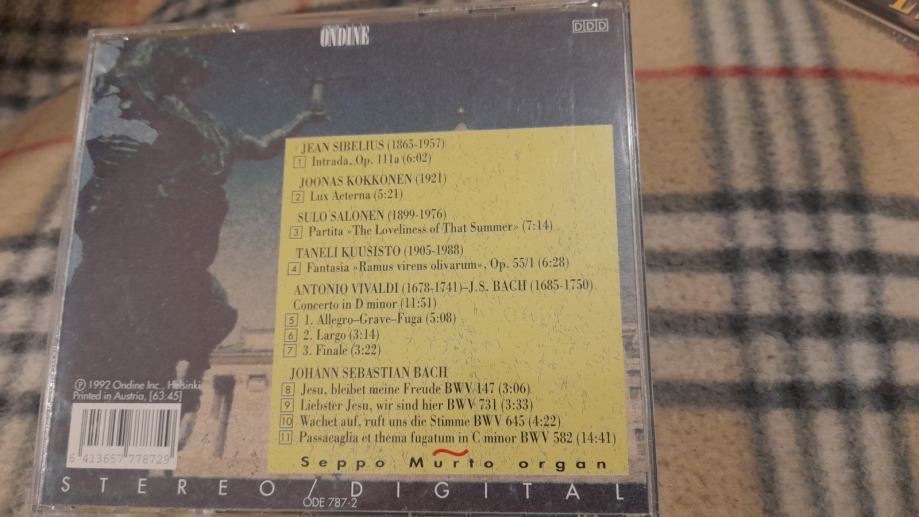 ONDINE
DDD
JEAN SIBELIUS (1865-1957)
1 Intrada, Op. 111a (6:02)
JOONAS KOKKONEN (1921)
2 Lux Aeterna (5:21)
SULO SALONEN (1899-1976)
3 Partita »The Loveliness of That Summer» (7:14)
TANELI KUUSISTO (1905-1988)
4 Fantasia »Ramus virens olivarum», Op. 55/1 (6:28)
ANTONIO VIVALDI (1678-1741)–J.S. BACH (1685-1750)
Concerto in D minor (11:51)
5 1. Allegro–Grave–Fuga (5:08)
6 2. Largo (3:14)
7 3. Finale (3:22)
JOHANN SEBASTIAN BACH
8 Jesu, bleibet meine Freude BWV 147 (3:06)
9 Liebster Jesu, wir sind hier BWV 731 (3:33)
10 Wachet auf, ruft uns die Stimme BWV 645 (4:22)
11 Passacaglia et thema fugatum in C minor BWV 582 (14:41)
Seppo Murto organ
℗ 1992 Ondine Inc., Helsinki
Printed in Austria, [63:45]
6 413657 778729
STEREO/DIGITAL
ODE 787-2